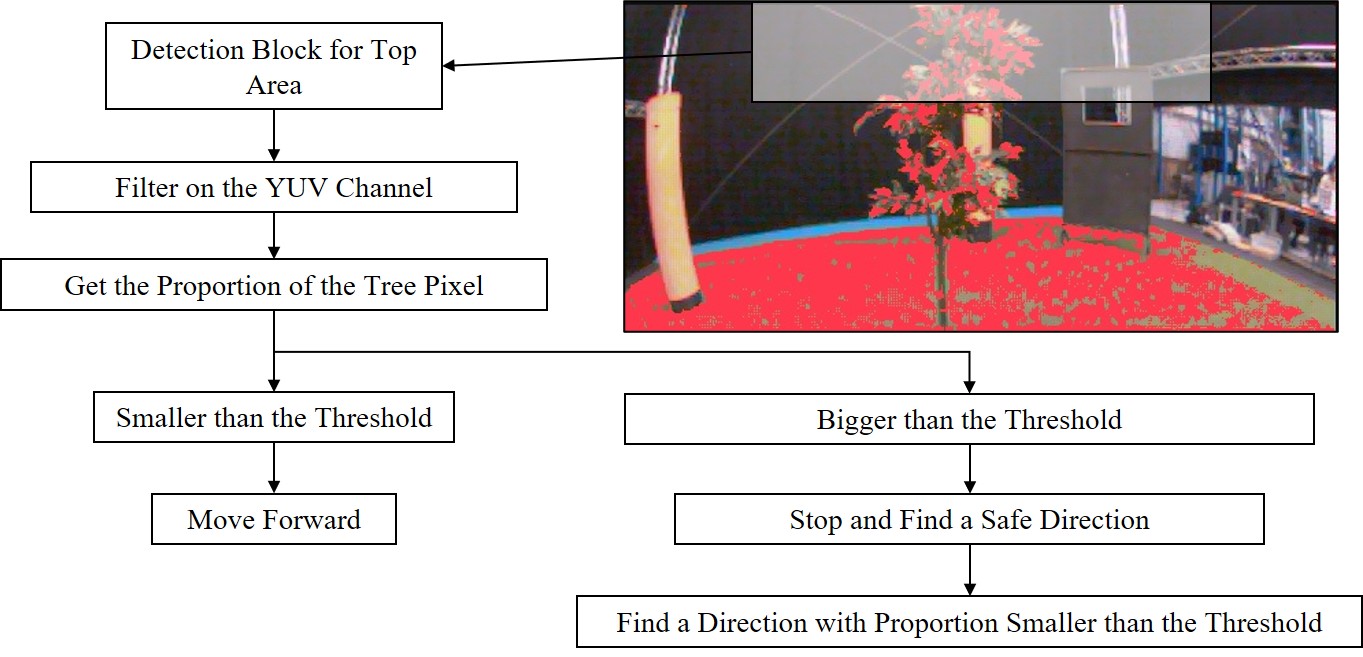 Detection Block for Top
Area
Filter on the YUV Channel
Get the Proportion of the Tree Pixel
Smaller than the Threshold
Bigger than the Threshold
Move Forward
Stop and Find a Safe Direction
Find a Direction with Proportion Smaller than the Threshold